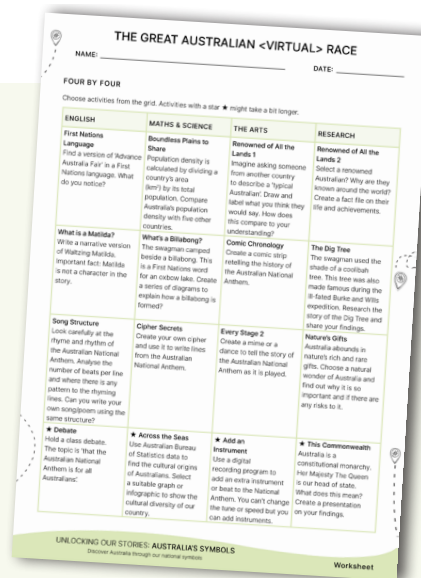 THE GREAT AUSTRALIAN <VIRTUAL> RACE
NAME:
DATE:
FOUR BY FOUR
Choose activities from the grid. Activities with a star ★ might take a bit longer.
ENGLISH
MATHS & SCIENCE
THE ARTS
RESEARCH
First Nations
Language
Find a version of 'Advance
Australia Fair' in a First
Nations language. What
do you notice?
Boundless Plains to
Share
Population density is
calculated by dividing a
country's area
(km²) by its total
population. Compare
Australia's population
density with five other
countries.
Renowned of All the
Lands 1
Imagine asking someone
from another country
to describe a 'typical
Australian'. Draw and
label what you think they
would say. How does
this compare to your
understanding?
Renowned of All the
Lands 2
Select a renowned
Australian? Why are they
known around the world?
Create a fact file on their
life and achievements.
What is a Matilda?
Write a narrative version
of Waltzing Matilda.
Important fact: Matilda
is not a character in the
story.
What's a Billabong?
The swagman camped
beside a billabong. This
is a First Nations word
for an oxbow lake. Create
a series of diagrams to
explain how a billabong is
formed?
Comic Chronology
Create a comic strip
retelling the history of
the Australian National
Anthem.
The Dig Tree
The swagman used the
shade of a coolibah
tree. This tree was also
made famous during the
ill-fated Burke and Wills
expedition. Research the
story of the Dig Tree and
share your findings.
Song Structure
Look carefully at the
rhyme and rhythm of
the Australian National
Anthem. Analyse the
number of beats per line
and where there is any
pattern to the rhyming
lines. Can you write your
own song/poem using the
same structure?
Cipher Secrets
Create your own cipher
and use it to write lines
from the Australian
National Anthem.
Every Stage 2
Create a mime or a
dance to tell the story of
the Australian National
Anthem as it is played.
Nature's Gifts
Australia abounds in
nature's rich and rare
gifts. Choose a natural
wonder of Australia and
find out why it is so
important and if there are
any risks to it.
★ Debate
Hold a class debate.
The topic is 'that the
Australian National
Anthem is for all
Australians'.
★ Across the Seas
Use Australian Bureau
of Statistics data to
find the cultural origins
of Australians. Select
a suitable graph or
infographic to show the
cultural diversity of our
country.
★ Add an
Instrument
Use a digital
recording program to
add an extra instrument
or beat to the National
Anthem. You can't change
the tune or speed but you
can add instruments.
★ This Commonwealth
Australia is a
constitutional monarchy.
Her Majesty The Queen
is our head of state.
What does this mean?
Create a presentation
on your findings.
UNLOCKING OUR STORIES: AUSTRALIA'S SYMBOLS
Discover Australia through our national symbols
Worksheet